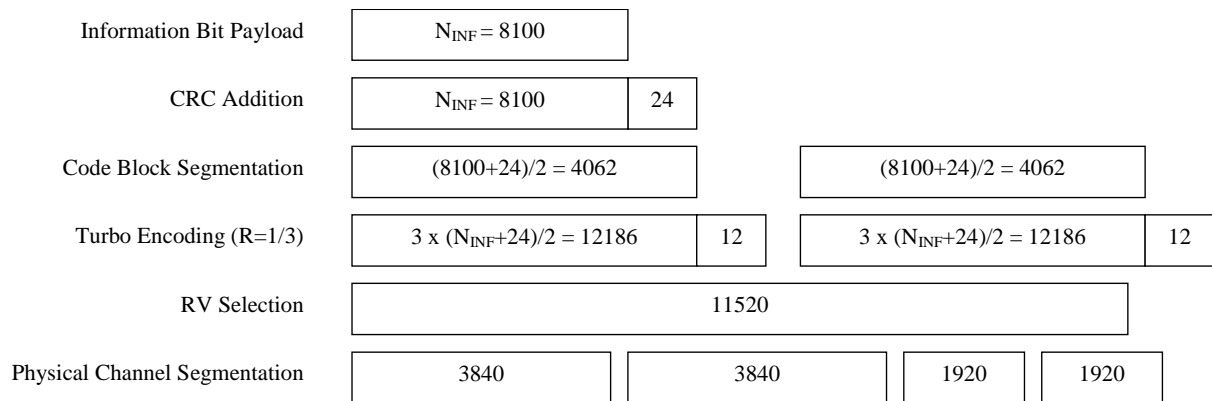 Information Bit Payload N_INF = 8100
CRC Addition N_INF = 8100 24
Code Block Segmentation (8100+24)/2 = 4062 (8100+24)/2 = 4062
Turbo Encoding (R=1/3) 3 x (N_INF+24)/2 = 12186 12 3 x (N_INF+24)/2 = 12186 12
RV Selection 11520
Physical Channel Segmentation 3840 3840 1920 1920